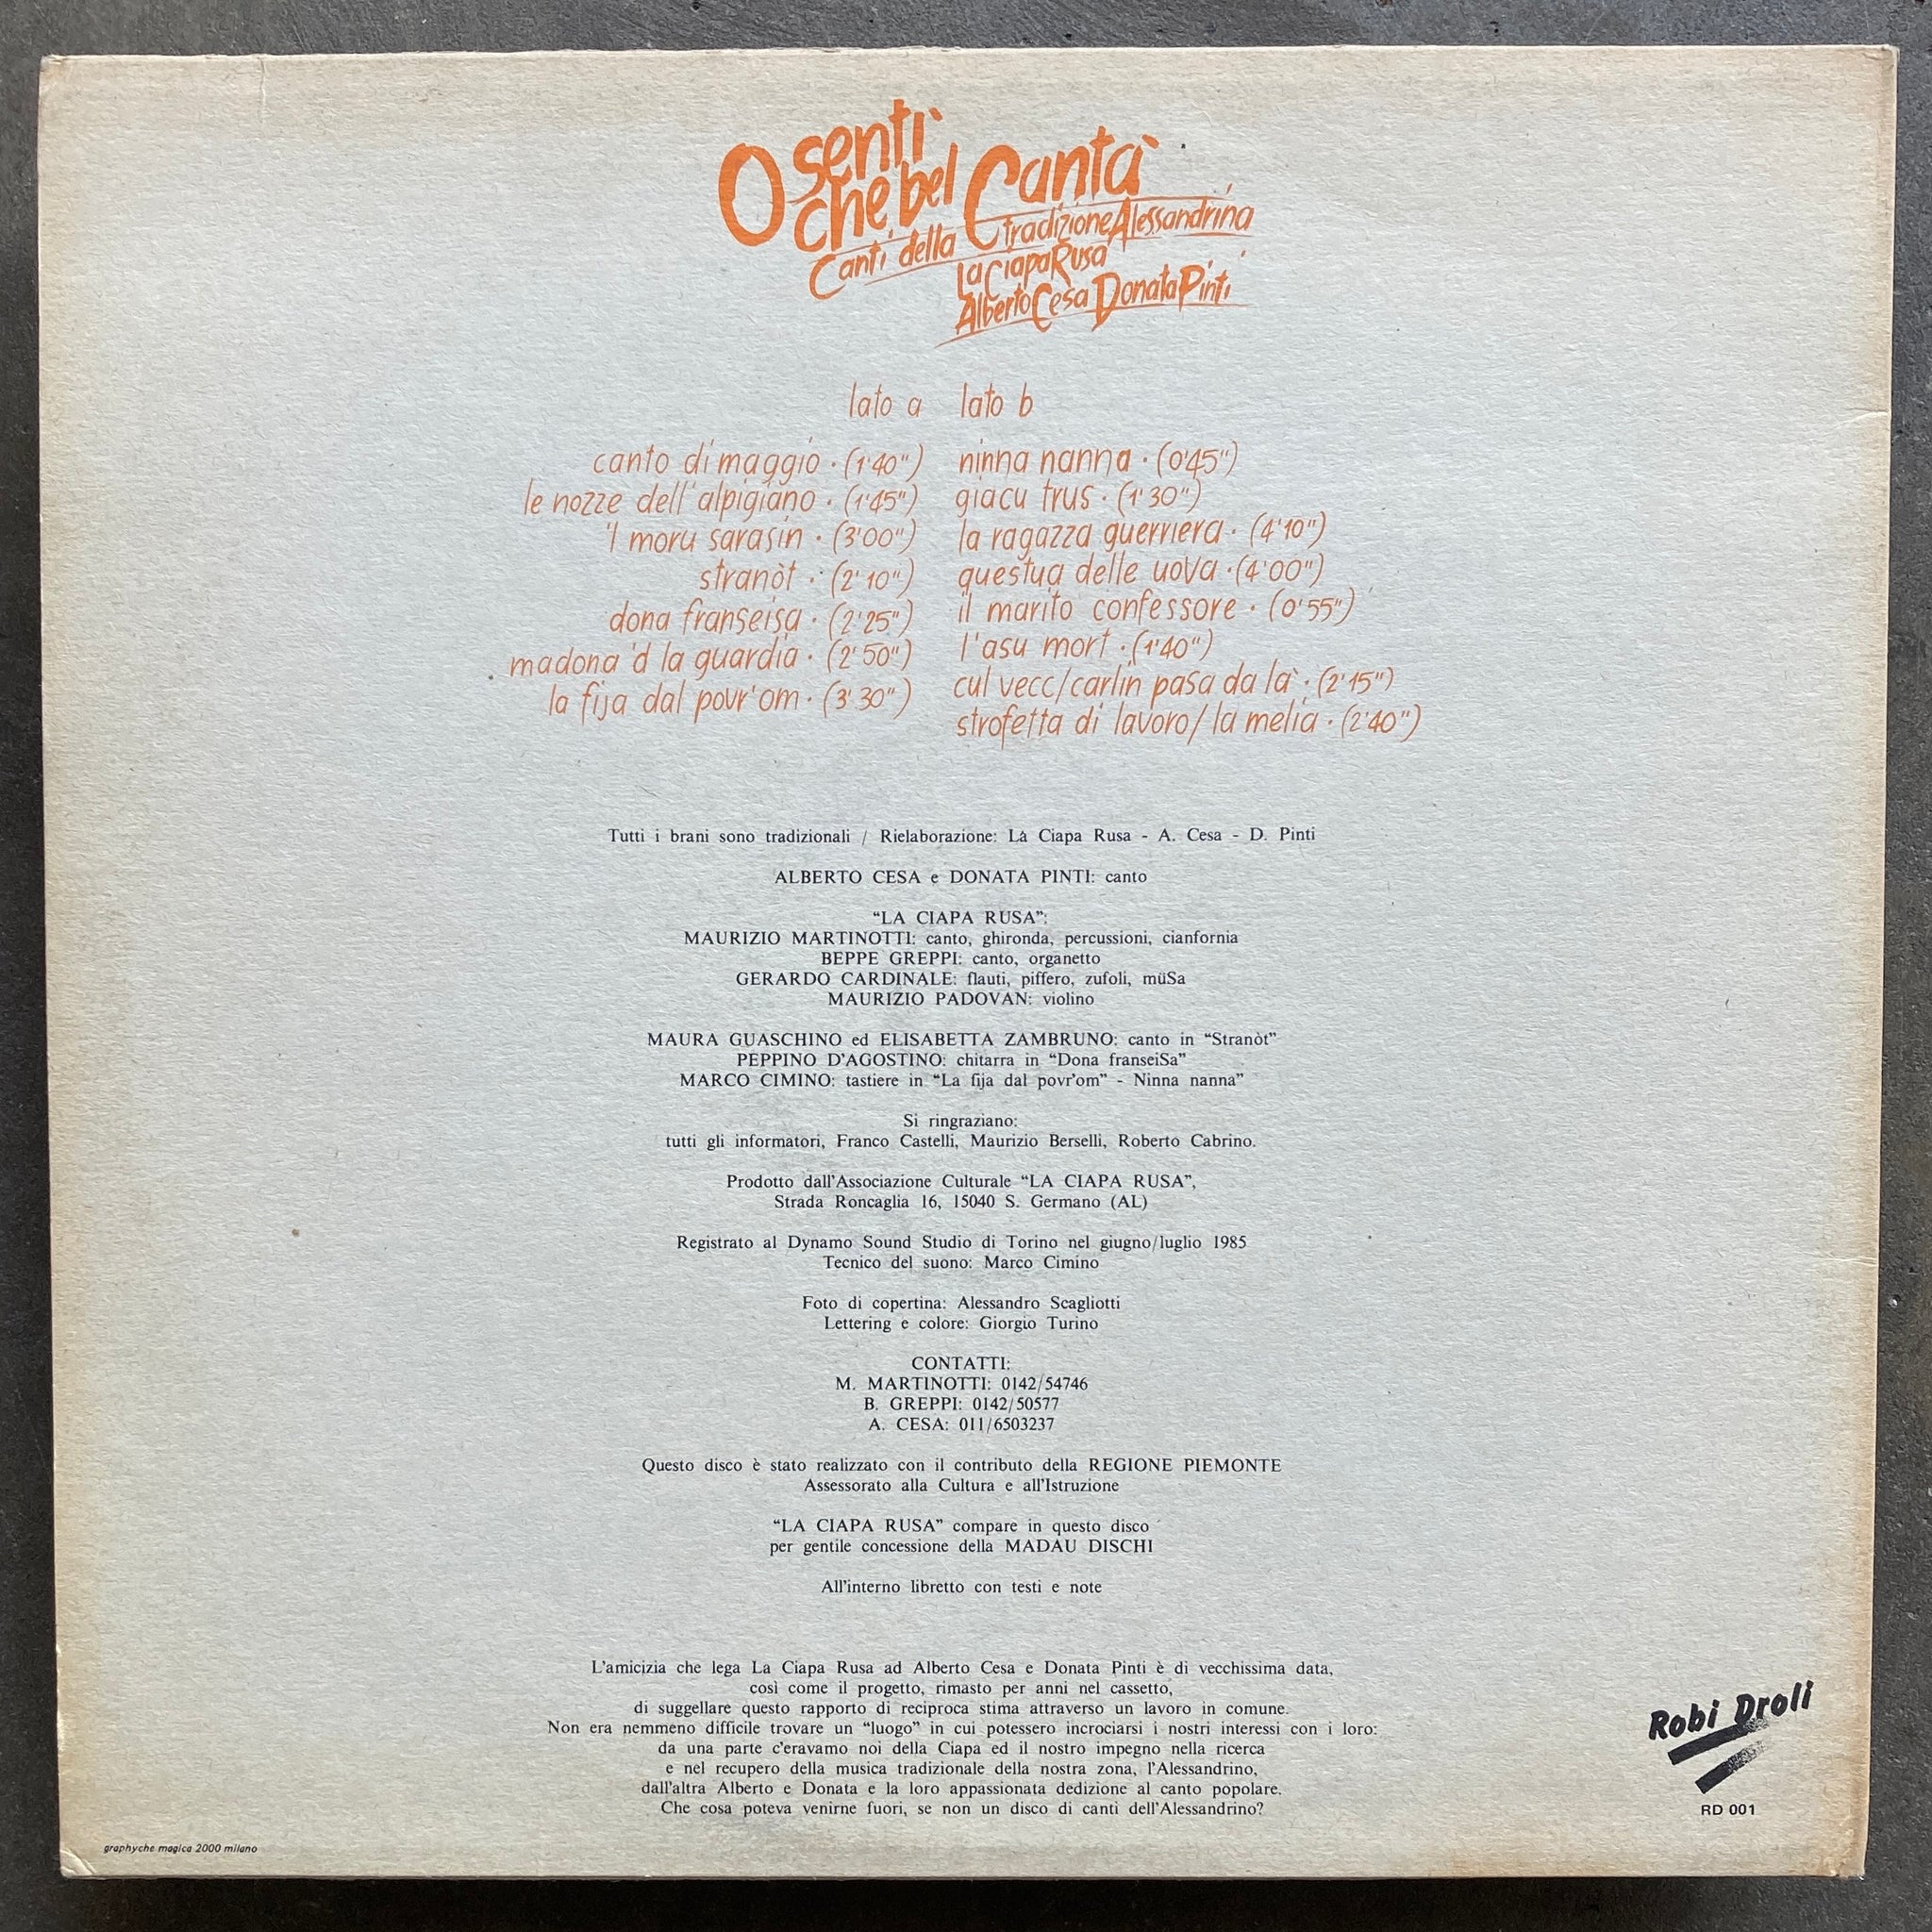 O sentì
che bel Cantà
Canti della tradizione Alessandrina
La Ciapa Rusa
Alberto Cesa Donata Pinti
lato a
canto di maggio · (1'40")
le nozze dell'alpigiano · (1'45")
'l moru sarasin · (3'00")
stranòt · (2'10")
dona franseisa · (2'25")
madona 'd la guardia · (2'50")
la fija dal povr'om · (3'30")
lato b
ninna nanna · (0'45")
giacu trus · (1'30")
la ragazza guerriera · (4'10")
questua delle uova · (4'00")
il marito confessore · (0'55")
l'asu mort · (1'40")
cul vecc/carlin pasa da là · (2'15")
strofetta di lavoro/la melia · (2'40")
Tutti i brani sono tradizionali / Rielaborazione: La Ciapa Rusa - A. Cesa - D. Pinti
ALBERTO CESA e DONATA PINTI: canto
“LA CIAPA RUSA”:
MAURIZIO MARTINOTTI: canto, ghironda, percussioni, cianfornia
BEPPE GREPPI: canto, organetto
GERARDO CARDINALE: flauti, piffero, zufoli, müSa
MAURIZIO PADOVAN: violino
MAURA GUASCHINO ed ELISABETTA ZAMBRUNO: canto in “Stranòt”
PEPPINO D'AGOSTINO: chitarra in “Dona franseiSa”
MARCO CIMINO: tastiere in “La fija dal povr'om” - Ninna nanna”
Si ringraziano:
tutti gli informatori, Franco Castelli, Maurizio Berselli, Roberto Cabrino.
Prodotto dall'Associazione Culturale “LA CIAPA RUSA”,
Strada Roncaglia 16, 15040 S. Germano (AL)
Registrato al Dynamo Sound Studio di Torino nel giugno/luglio 1985
Tecnico del suono: Marco Cimino
Foto di copertina: Alessandro Scagliotti
Lettering e colore: Giorgio Turino
CONTATTI:
M. MARTINOTTI: 0142/54746
B. GREPPI: 0142/50577
A. CESA: 011/6503237
Questo disco è stato realizzato con il contributo della REGIONE PIEMONTE
Assessorato alla Cultura e all'Istruzione
“LA CIAPA RUSA” compare in questo disco
per gentile concessione della MADAU DISCHI
All'interno libretto con testi e note
L'amicizia che lega La Ciapa Rusa ad Alberto Cesa e Donata Pinti è di vecchissima data,
così come il progetto, rimasto per anni nel cassetto,
di suggellare questo rapporto di reciproca stima attraverso un lavoro in comune.
Non era nemmeno difficile trovare un “luogo” in cui potessero incrociarsi i nostri interessi con i loro:
da una parte c'eravamo noi della Ciapa ed il nostro impegno nella ricerca
e nel recupero della musica tradizionale della nostra zona, l'Alessandrino,
dall'altra Alberto e Donata e la loro appassionata dedizione al canto popolare.
Che cosa poteva venirne fuori, se non un disco di canti dell'Alessandrino?
Robi Droli
RD 001
graphyche magica 2000 milano